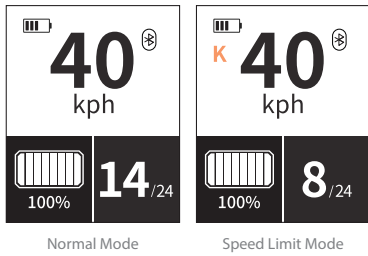 40
kph
100%
14/24
Normal Mode
K
40
kph
100%
8/24
Speed Limit Mode